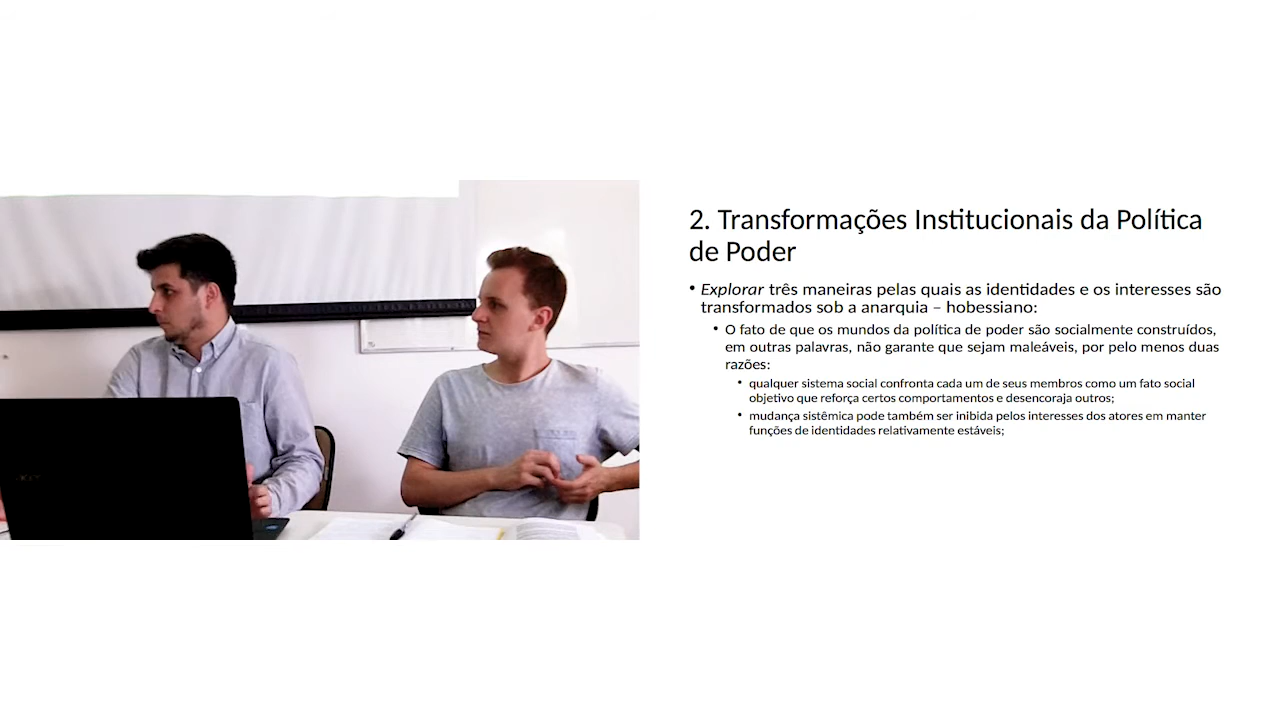 2. Transformações Institucionais da Política
de Poder
• Explorar três maneiras pelas quais as identidades e os interesses são
transformados sob a anarquia – hobessiano:
• O fato de que os mundos da política de poder são socialmente construídos,
em outras palavras, não garante que sejam maleáveis, por pelo menos duas
razões:
• qualquer sistema social confronta cada um de seus membros como um fato social
objetivo que reforça certos comportamentos e desencoraja outros;
• mudança sistêmica pode também ser inibida pelos interesses dos atores em manter
funções de identidades relativamente estáveis;